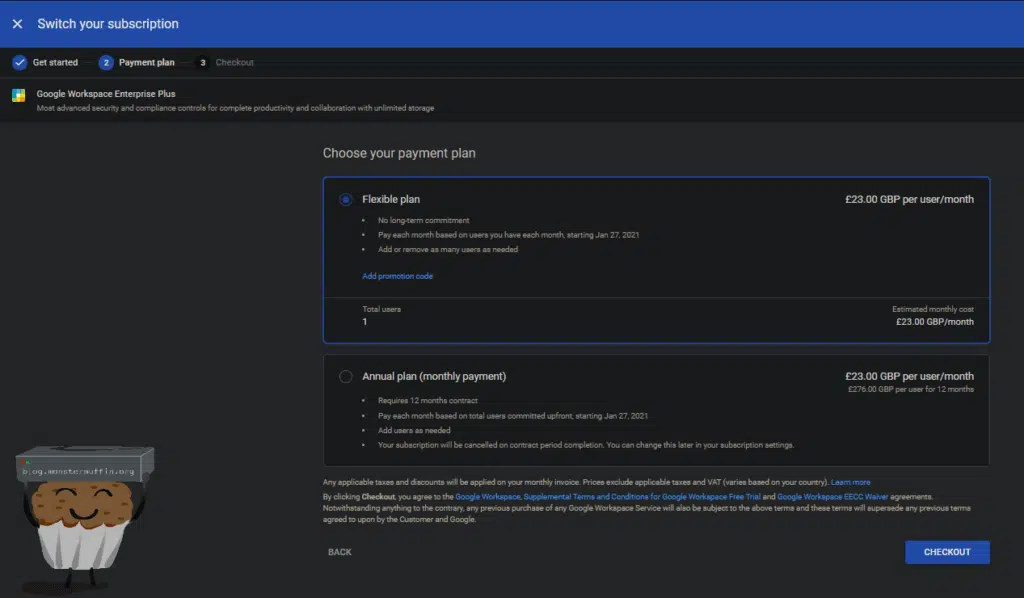 Switch your subscription
Get started
2 Payment plan
3 Checkout
Google Workspace Enterprise Plus
Most advanced security and compliance controls for complete productivity and collaboration with unlimited storage
Choose your payment plan
Flexible plan £23.00 GBP per user/month
• No long-term commitment
• Pay each month based on users you have each month, starting Jan 27, 2021
• Add or remove as many users as needed
Add promotion code
Total users Estimated monthly cost
1 £23.00 GBP/month
Annual plan (monthly payment) £23.00 GBP per user/month
£276.00 GBP per user for 12 months
• Requires 12 months contract
• Pay each month based on total users committed upfront, starting Jan 27, 2021
• Add users as needed
• Your subscription will be cancelled on contract period completion. You can change this later in your subscription settings.
Any applicable taxes and discounts will be applied on your monthly invoice. Prices exclude applicable taxes and VAT (varies based on your country). Learn more
By clicking Checkout, you agree to the Google Workspace, Supplemental Terms and Conditions for Google Workspace Free Trial and Google Workspace EECC Waiver agreements.
Notwithstanding anything to the contrary, any previous purchase of any Google Workspace Service will also be subject to the above terms and these terms will supersede any previous terms
agreed to upon by the Customer and Google.
BACK CHECKOUT
blog.monstermuffin.org